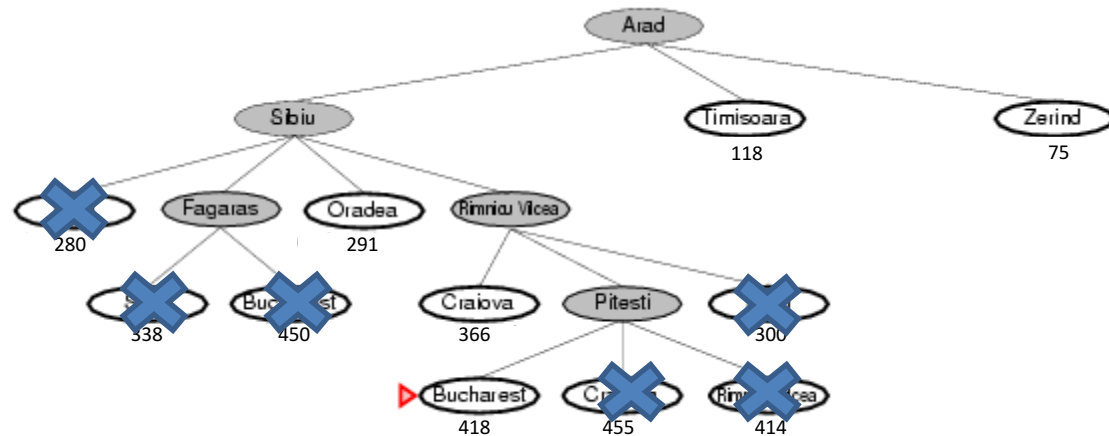 Arad
Sibiu
Timisoara
Zerind
118
75
Fagaras
Oradea
Rimnicu Vilcea
280
291
Craiova
Pitesti
338
450
366
300
Bucharest
418
455
414